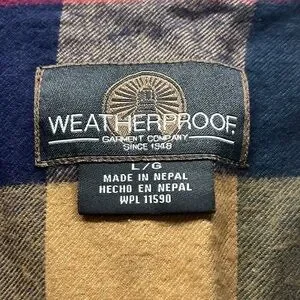 WEATHERPROOF.
GARMENT COMPANY
SINCE 1948
L/G
MADE IN NEPAL
HECHO EN NEPAL
WPL 11590